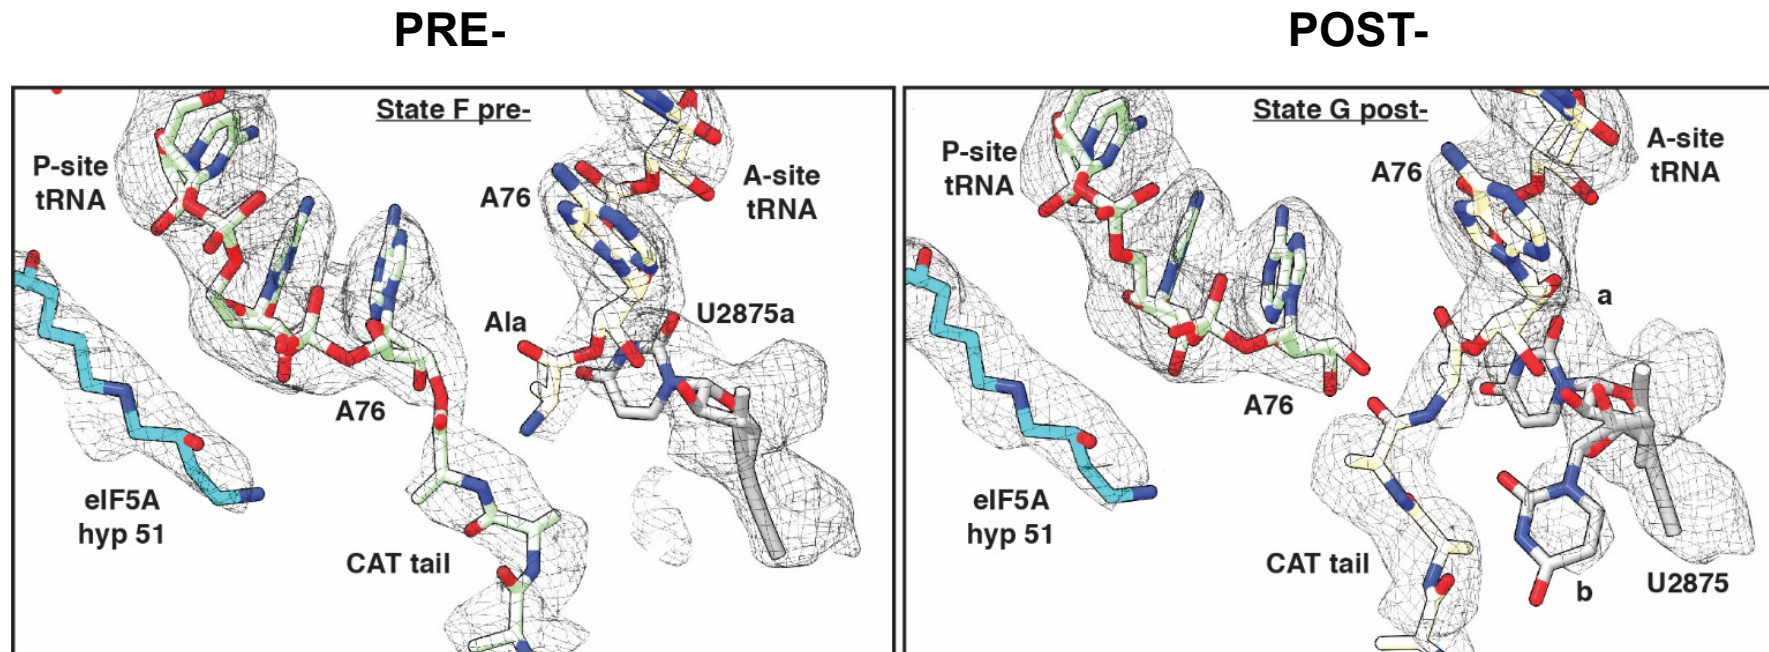 PRE-
POST-
State F pre-
P-site
tRNA
A76
A-site
tRNA
Ala
U2875a
A76
eIF5A
hyp 51
CAT tail
State G post-
P-site
tRNA
A76
A-site
tRNA
a
A76
eIF5A
hyp 51
CAT tail
b
U2875